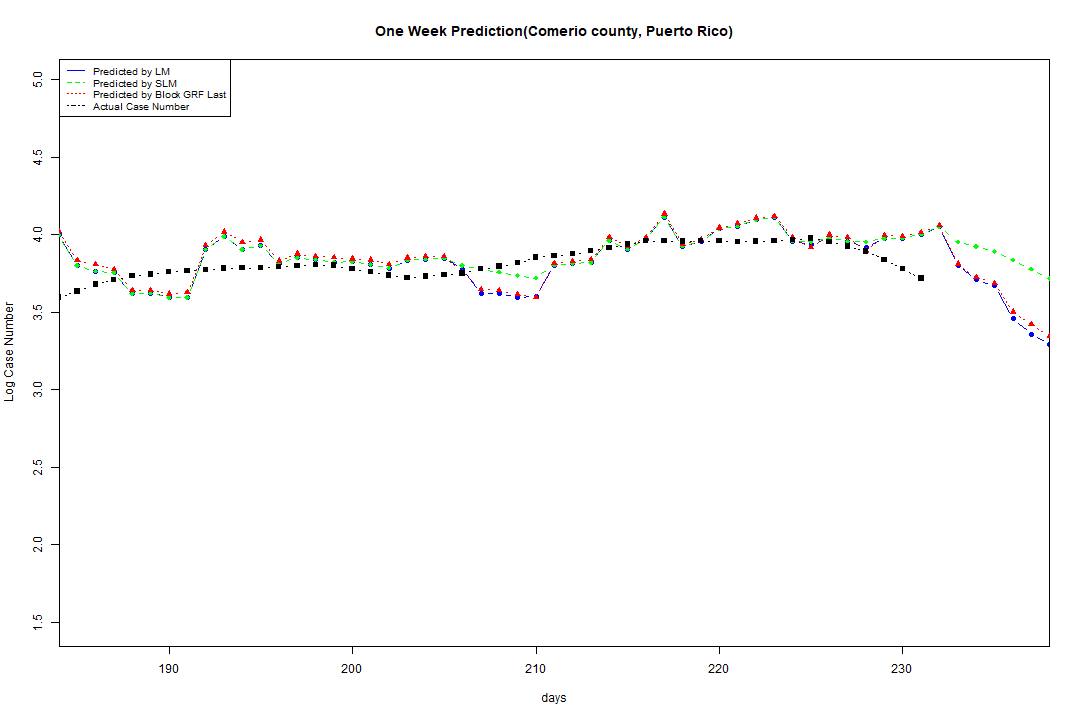 One Week Prediction(Comerio county, Puerto Rico)
Predicted by LM
Predicted by SLM
Predicted by Block GRF Last
Actual Case Number
5.0
4.5
4.0
3.5
3.0
2.5
2.0
1.5
Log Case Number
190 200 210 220 230
days